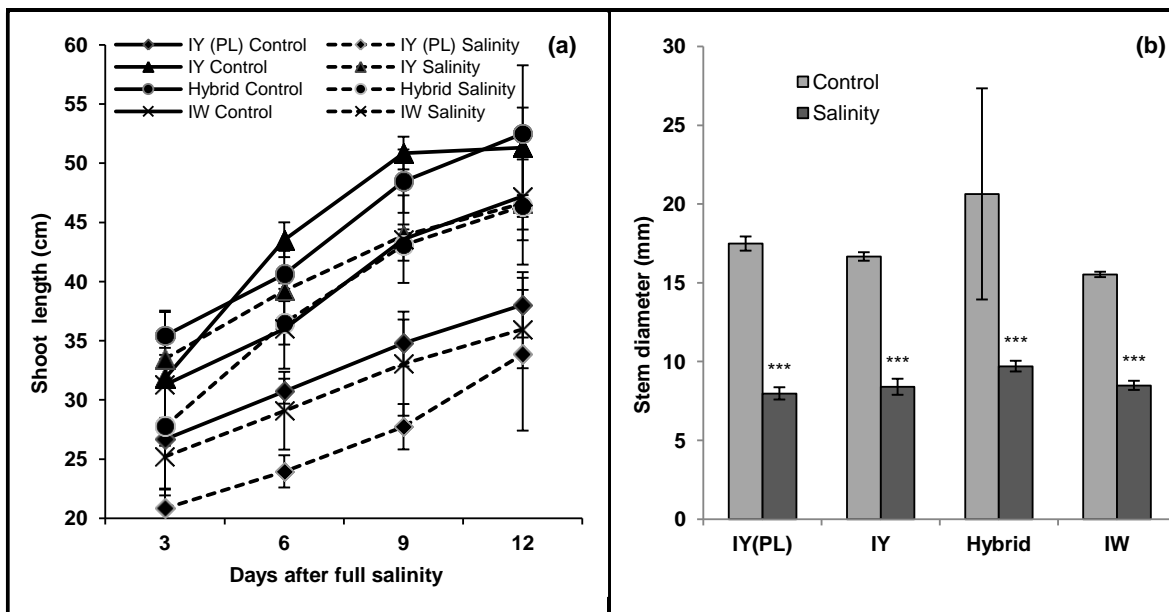 (a)
IY (PL) Control
IY (PL) Salinity
IY Control
IY Salinity
Hybrid Control
Hybrid Salinity
IW Control
IW Salinity
60
55
50
45
40
35
30
25
20
Shoot length (cm)
3 6 9 12
Days after full salinity
(b)
Control
Salinity
30
25
20
15
10
5
0
Stem diameter (mm)
*** *** *** ***
IY(PL) IY Hybrid IW